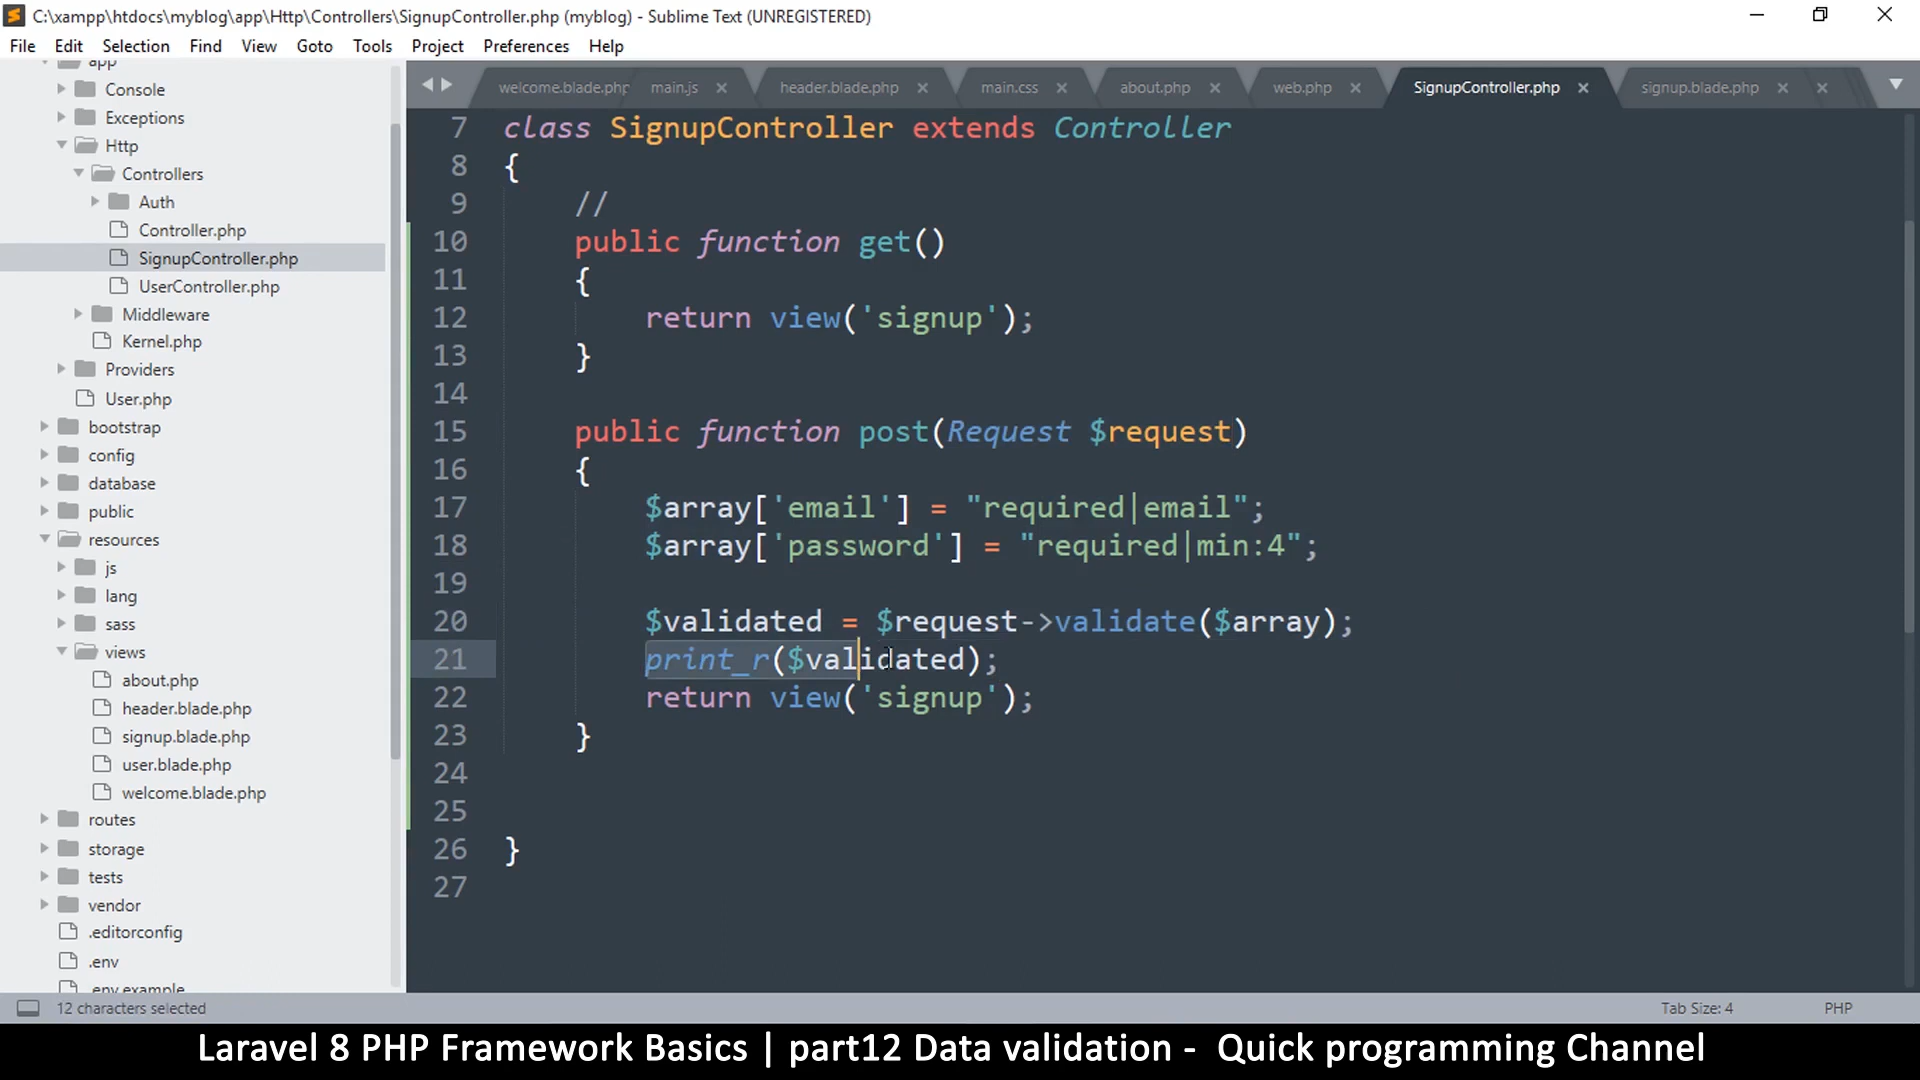 C:\xampp\htdocs\myblog\app\Http\Controllers\SignupController.php (myblog) - Sublime Text (UNREGISTERED)
File Edit Selection Find View Goto Tools Project Preferences Help
app
Console
Exceptions
Http
Controllers
Auth
Controller.php
SignupController.php
UserController.php
Middleware
Kernel.php
Providers
User.php
bootstrap
config
database
public
resources
js
lang
sass
views
about.php
header.blade.php
signup.blade.php
user.blade.php
welcome.blade.php
routes
storage
tests
vendor
.editorconfig
.env
.env.example
welcome.blade.php main.js header.blade.php main.css about.php web.php SignupController.php signup.blade.php
7 class SignupController extends Controller
8 {
9 //
10 public function get()
11 {
12 return view('signup');
13 }
14
15 public function post(Request $request)
16 {
17 $array['email'] = "required|email";
18 $array['password'] = "required|min:4";
19
20 $validated = $request->validate($array);
21 print_r($validated);
22 return view('signup');
23 }
24
25
26 }
27
12 characters selected Tab Size: 4 PHP
Laravel 8 PHP Framework Basics | part12 Data validation - Quick programming Channel